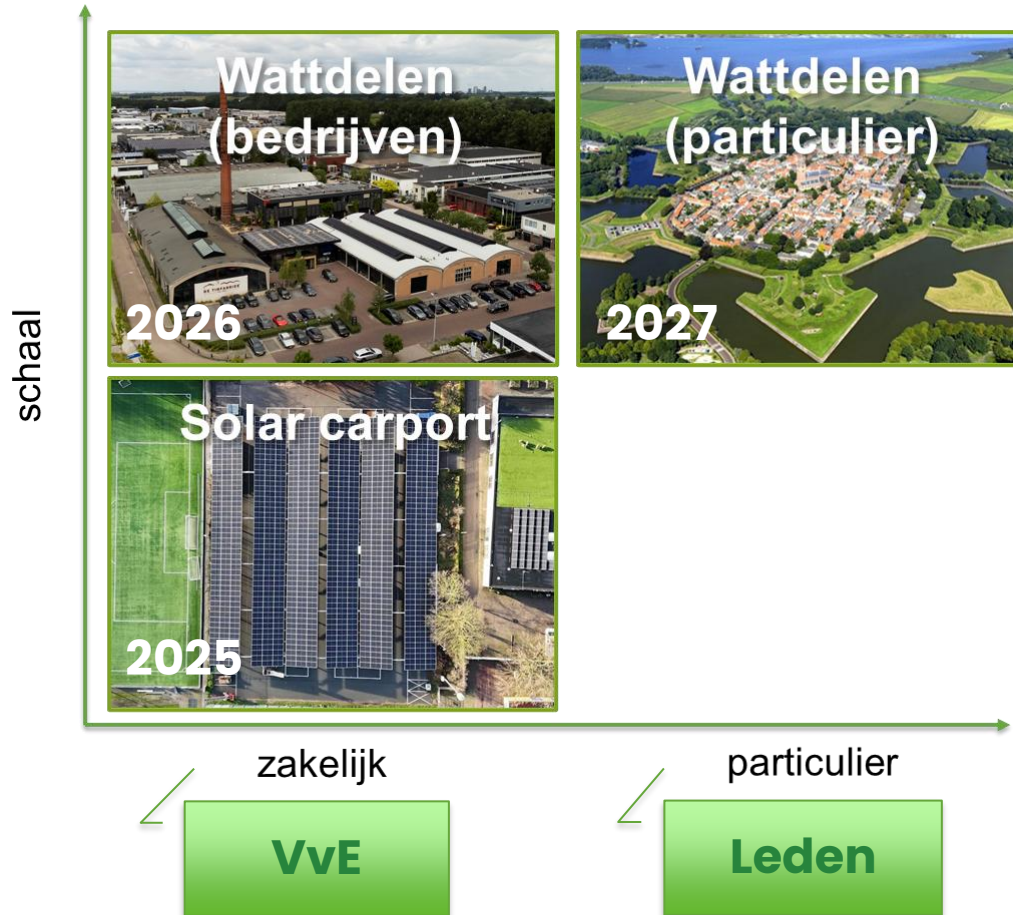 Wattdelen
(bedrijven)
2026
Wattdelen
(particulier)
2027
schaal
Solar carport
2025
zakelijk
particulier
VvE
Leden